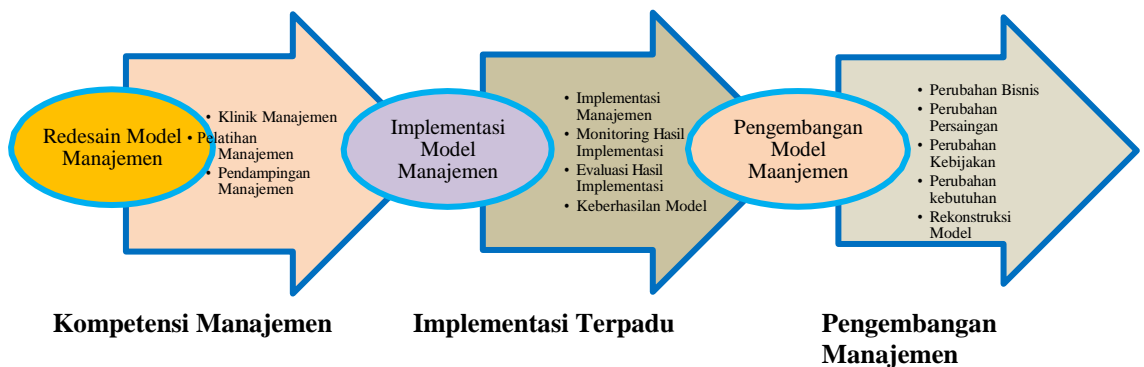 Redesain Model
Manajemen
• Klinik Manajemen
• Pelatihan
Manajemen
• Pendampingan
Manajemen
Implementasi
Model
Manajemen
• Implementasi
Manajemen
• Monitoring Hasil
Implementasi
• Evaluasi Hasil
Implementasi
• Keberhasilan Model
Pengembangan
Model
Maanjemen
• Perubahan Bisnis
• Perubahan
Persaingan
• Perubahan
Kebijakan
• Perubahan
kebutuhan
• Rekonstruksi
Model
Kompetensi Manajemen
Implementasi Terpadu
Pengembangan
Manajemen